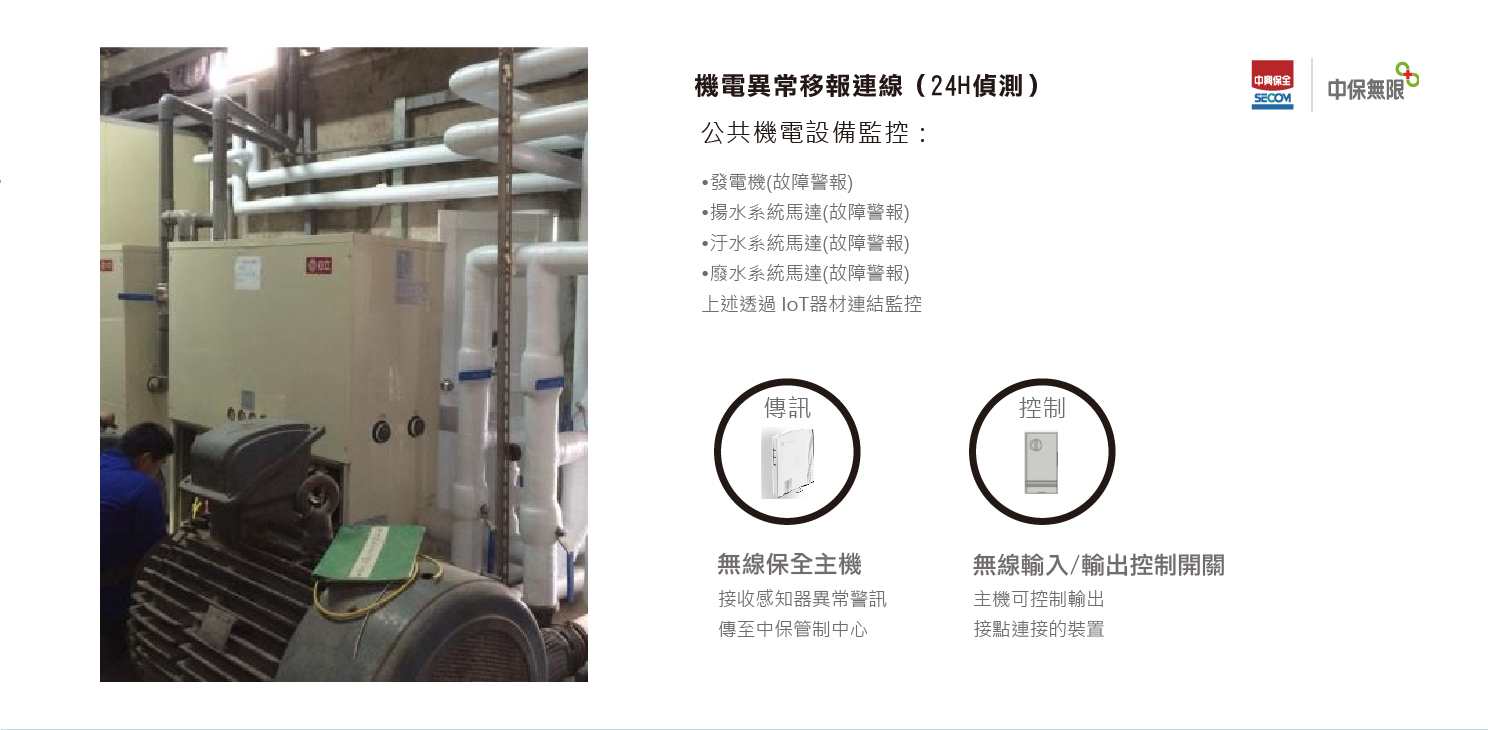 機電異常移報連線（24H偵測）
中興保全
SECOM
中保無限
公共機電設備監控：
•發電機(故障警報)
•揚水系統馬達(故障警報)
•汙水系統馬達(故障警報)
•廢水系統馬達(故障警報)
上述透過 IoT器材連結監控
傳訊
控制
無線保全主機
無線輸入/輸出控制開關
接收感知器異常警訊
主機可控制輸出
傳至中保管制中心
接點連接的裝置